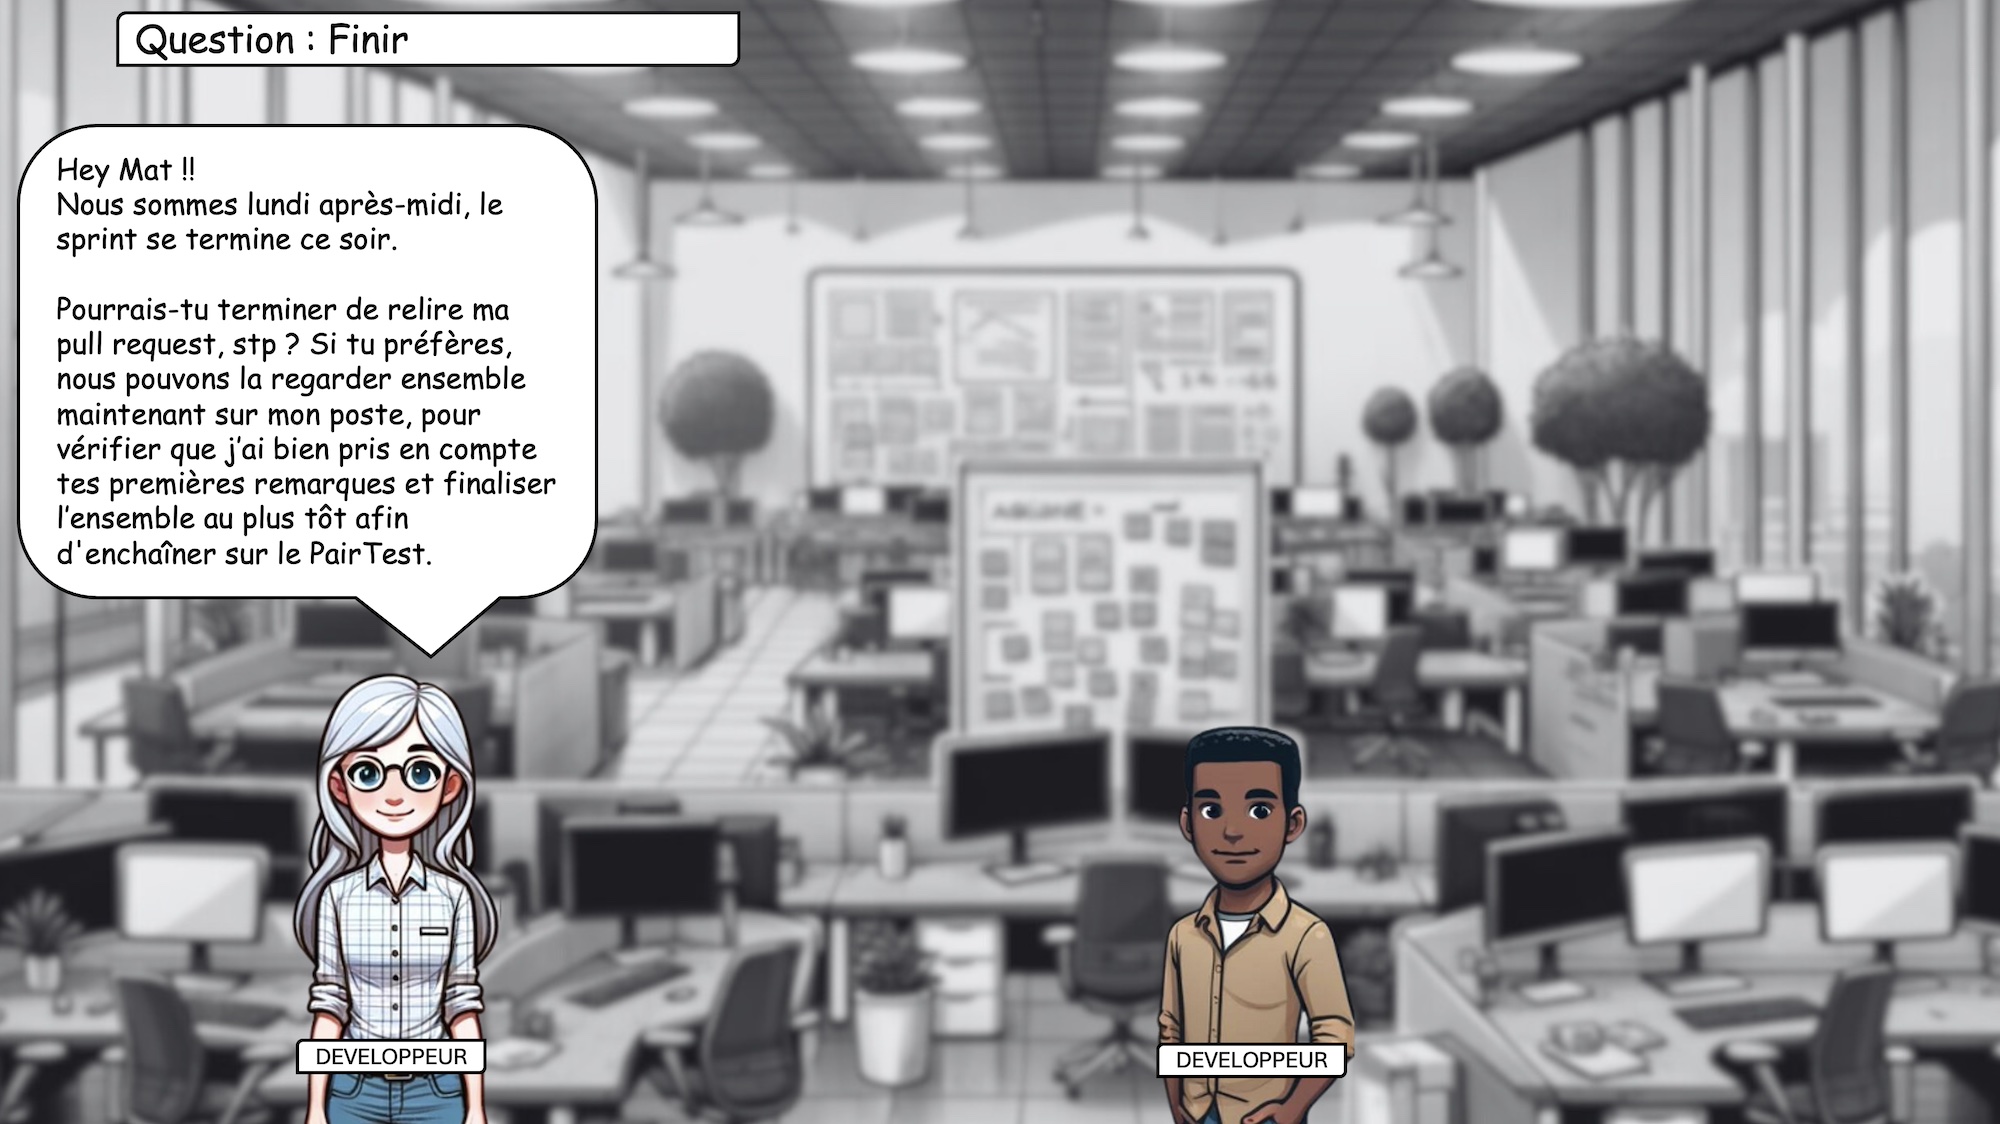 Question : Finir
Hey Mat !!
Nous sommes lundi après-midi, le
sprint se termine ce soir.
Pourrais-tu terminer de relire ma
pull request, stp ? Si tu préfères,
nous pouvons la regarder ensemble
maintenant sur mon poste, pour
vérifier que j’ai bien pris en compte
tes premières remarques et finaliser
l’ensemble au plus tôt afin
d'enchaîner sur le PairTest.
DEVELOPPEUR
DEVELOPPEUR